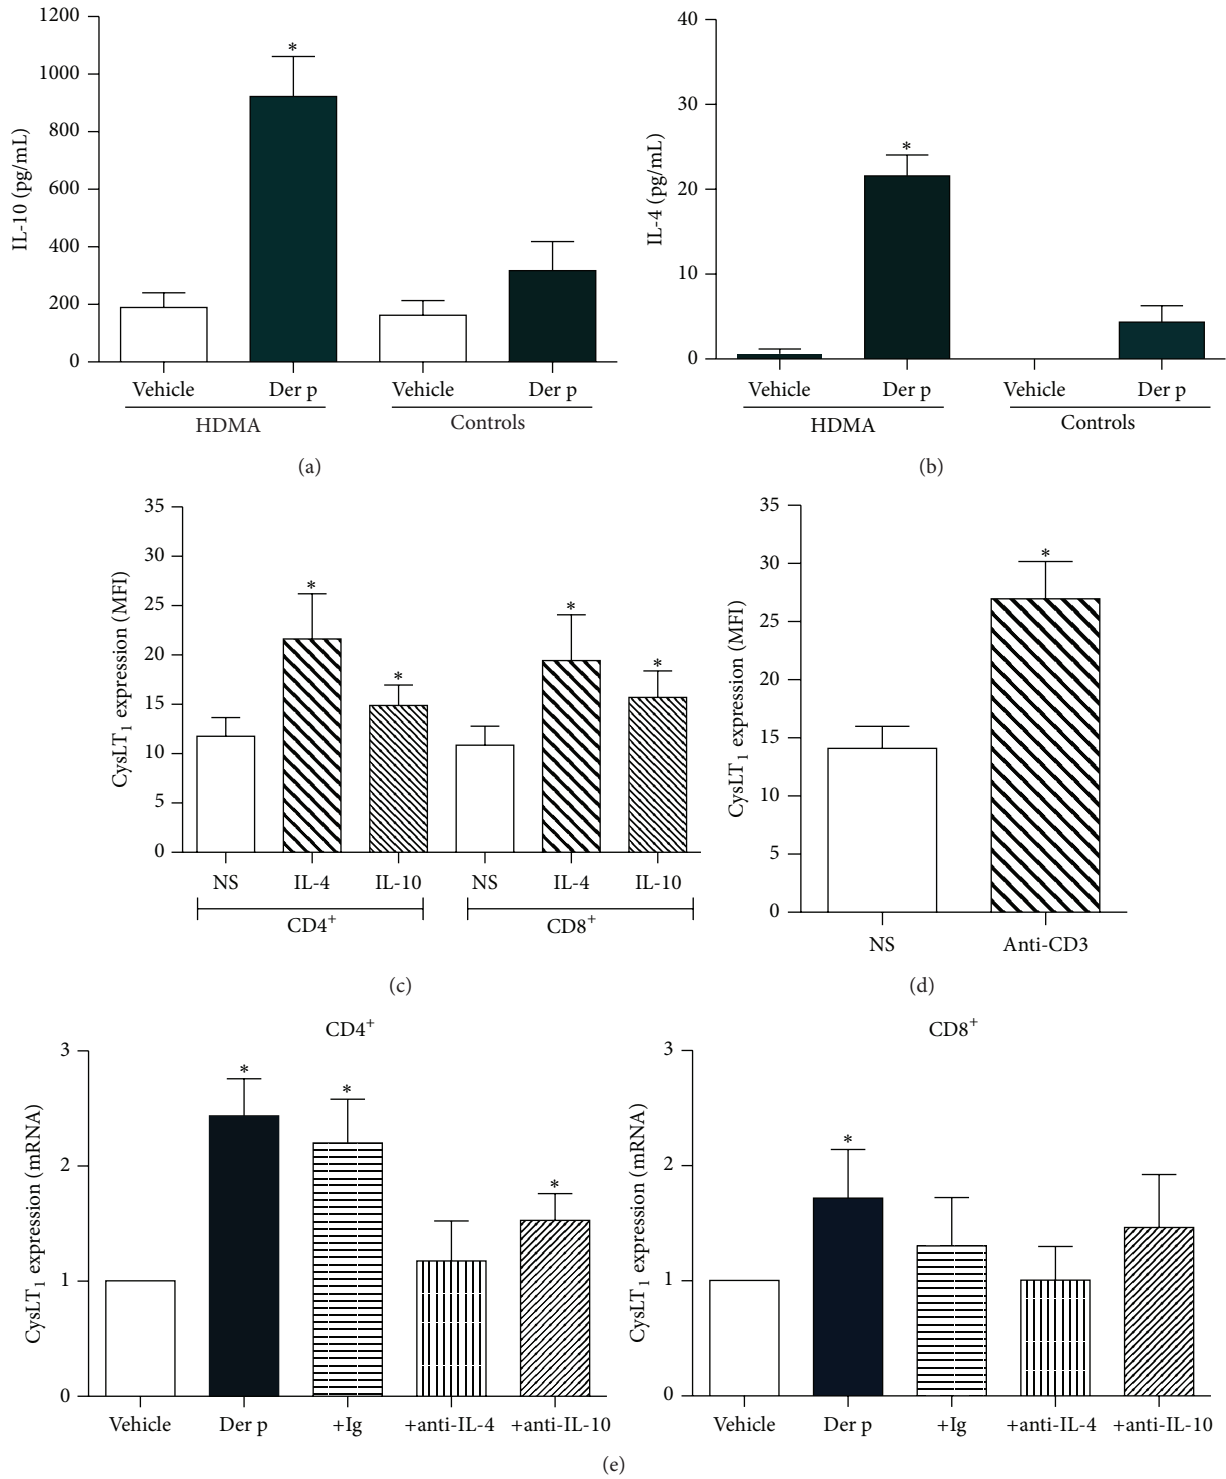 1200
1000
800
600
400
200
0
IL-10 (pg/mL)
*
Vehicle Der p Vehicle Der p
HDMA Controls
(a)
40
30
20
10
0
IL-4 (pg/mL)
*
Vehicle Der p Vehicle Der p
HDMA Controls
(b)
35
30
25
20
15
10
5
0
CysLT1 expression (MFI)
* * * *
NS IL-4 IL-10 NS IL-4 IL-10
CD4+ CD8+
(c)
35
30
25
20
15
10
5
0
CysLT1 expression (MFI)
*
NS Anti-CD3
(d)
CD4+
3
2
1
0
CysLT1 expression (mRNA)
* * *
Vehicle Der p +Ig +anti-IL-4 +anti-IL-10
CD8+
3
2
1
0
CysLT1 expression (mRNA)
*
Vehicle Der p +Ig +anti-IL-4 +anti-IL-10
(e)